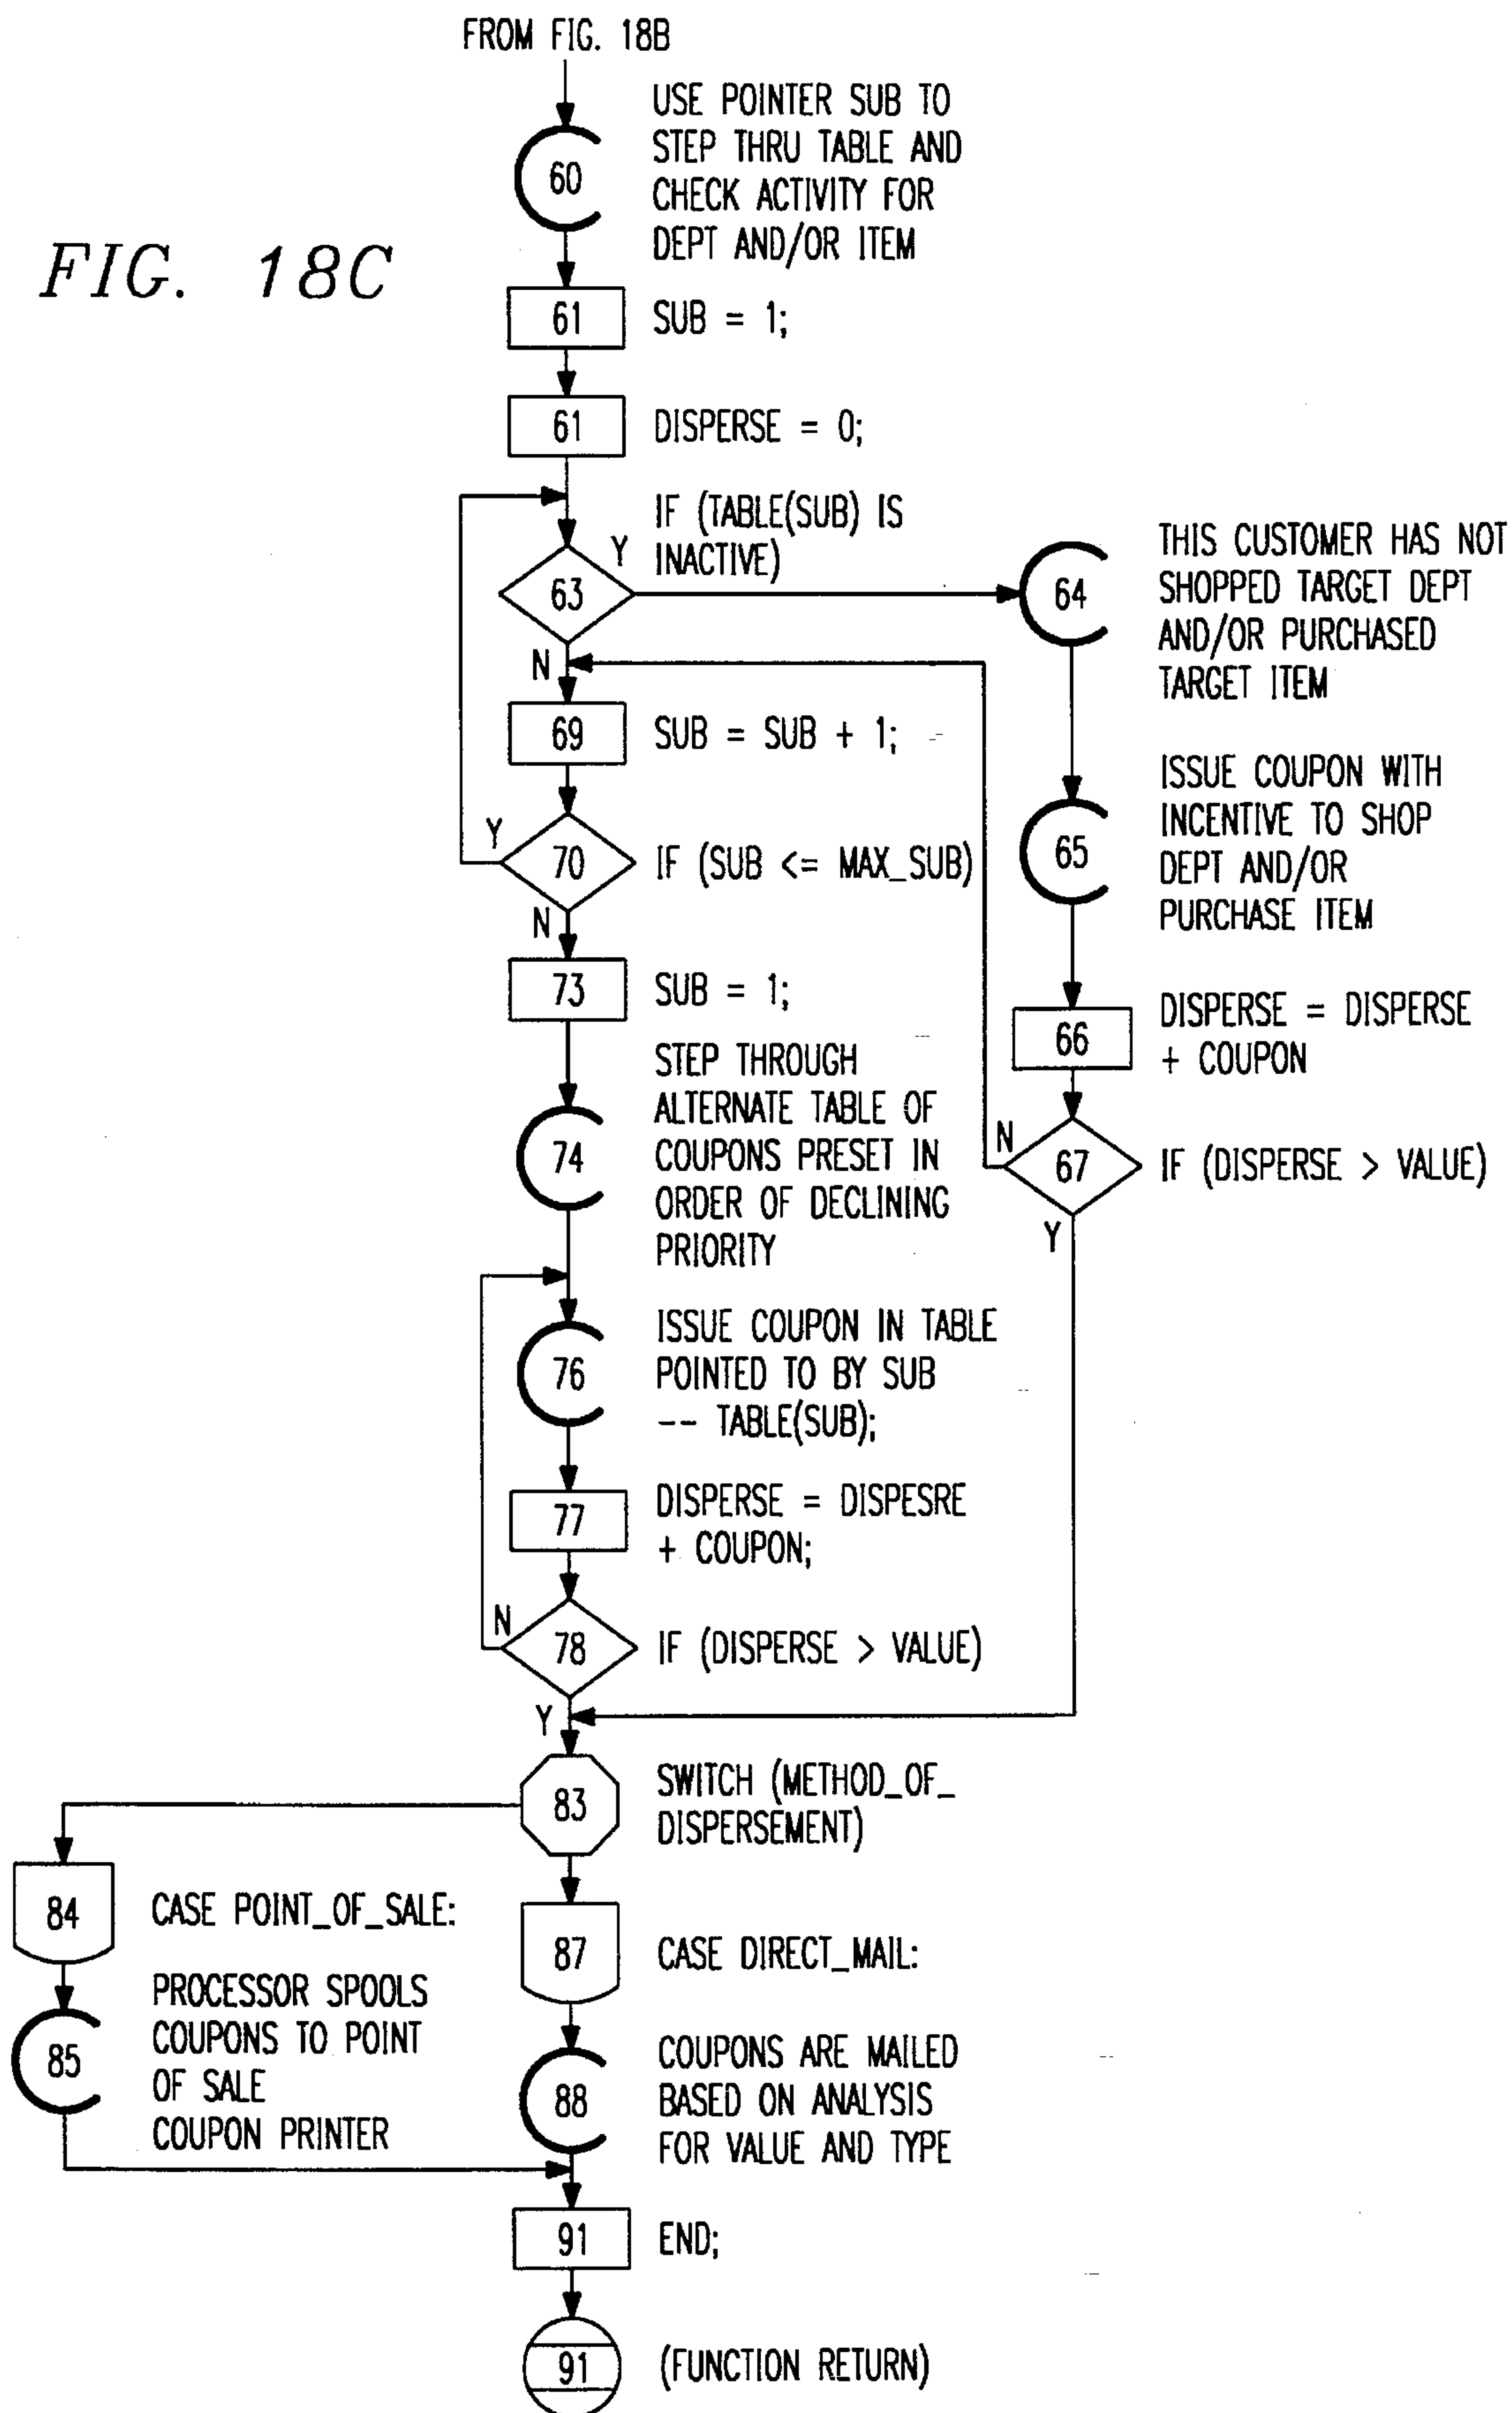 FROM FIG. 18B
FIG. 18C
60
USE POINTER SUB TO
STEP THRU TABLE AND
CHECK ACTIVITY FOR
DEPT AND/OR ITEM
61
SUB = 1;
61
DISPERSE = 0;
IF (TABLE(SUB) IS
INACTIVE)
Y
63
N
64
THIS CUSTOMER HAS NOT
SHOPPED TARGET DEPT
AND/OR PURCHASED
TARGET ITEM
69
SUB = SUB + 1;
65
ISSUE COUPON WITH
INCENTIVE TO SHOP
DEPT AND/OR
PURCHASE ITEM
Y
70
IF (SUB <= MAX_SUB)
N
73
SUB = 1;
66
DISPERSE = DISPERSE
+ COUPON
74
STEP THROUGH
ALTERNATE TABLE OF
COUPONS PRESET IN
ORDER OF DECLINING
PRIORITY
N
67
IF (DISPERSE > VALUE)
Y
76
ISSUE COUPON IN TABLE
POINTED TO BY SUB
-- TABLE(SUB);
77
DISPERSE = DISPESRE
+ COUPON;
N
78
IF (DISPERSE > VALUE)
Y
83
SWITCH (METHOD_OF_
DISPERSEMENT)
84
CASE POINT_OF_SALE:
87
CASE DIRECT_MAIL:
85
PROCESSOR SPOOLS
COUPONS TO POINT
OF SALE
COUPON PRINTER
88
COUPONS ARE MAILED
BASED ON ANALYSIS
FOR VALUE AND TYPE
91
END;
91
(FUNCTION RETURN)